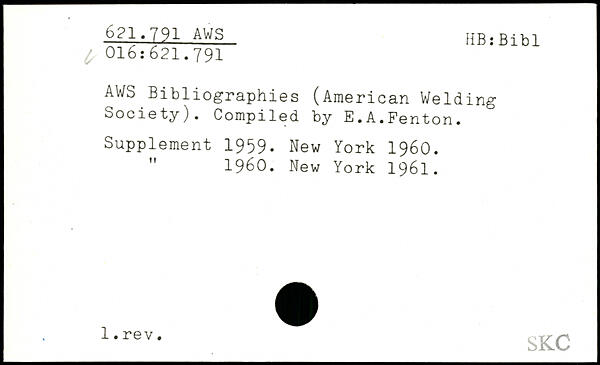 621.791 AWS
HB:Bibl
016:621.791
AWS Bibliographies (American Welding
Society). Compiled by E.A.Fenton.
Supplement 1959. New York 1960.
" 1960. New York 1961.
1.rev.
SKC